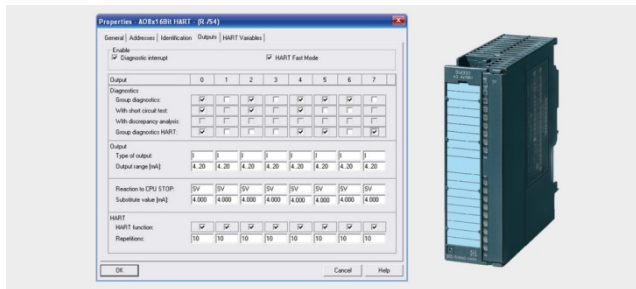 Properties - AO8x16Bit HART - (R-/S4)
General | Addresses | Identification | Outputs | HART Variables
Enable
Diagnostic interrupt HART Fast Mode
Output 0 1 2 3 4 5 6 7
Diagnostics
Group diagnostics:
With short circuit test:
With discrepancy analysis:
Group diagnostics HART:
Output
Type of output: I I I I I I I I
Output range [mA]: 4..20 4..20 4..20 4..20 4..20 4..20 4..20 4..20
Reaction to CPU STOP: SV SV SV SV SV SV SV SV
Substitute value [mA]: 4.000 4.000 4.000 4.000 4.000 4.000 4.000 4.000
HART
HART function:
Repetitions: 10 10 10 10 10 10 10 10
OK Cancel Help